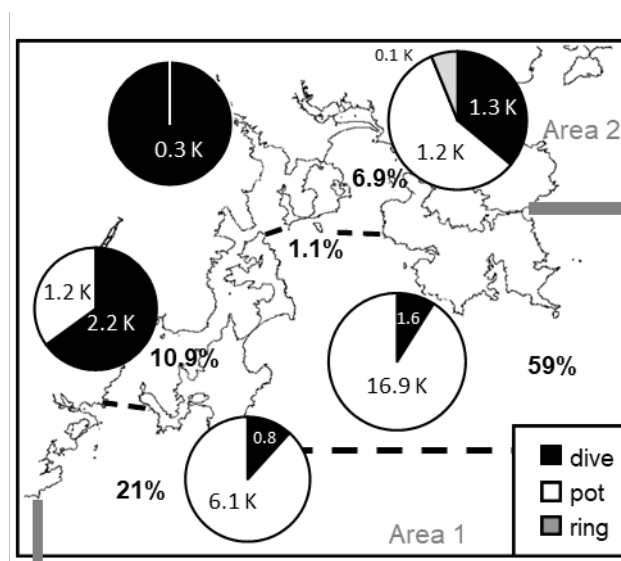 0.1 K
1.3 K
1.2 K
Area 2
0.3 K
6.9%
1.1%
1.2 K
2.2 K
10.9%
1.6
16.9 K
59%
0.8
6.1 K
21%
Area 1
dive
pot
ring